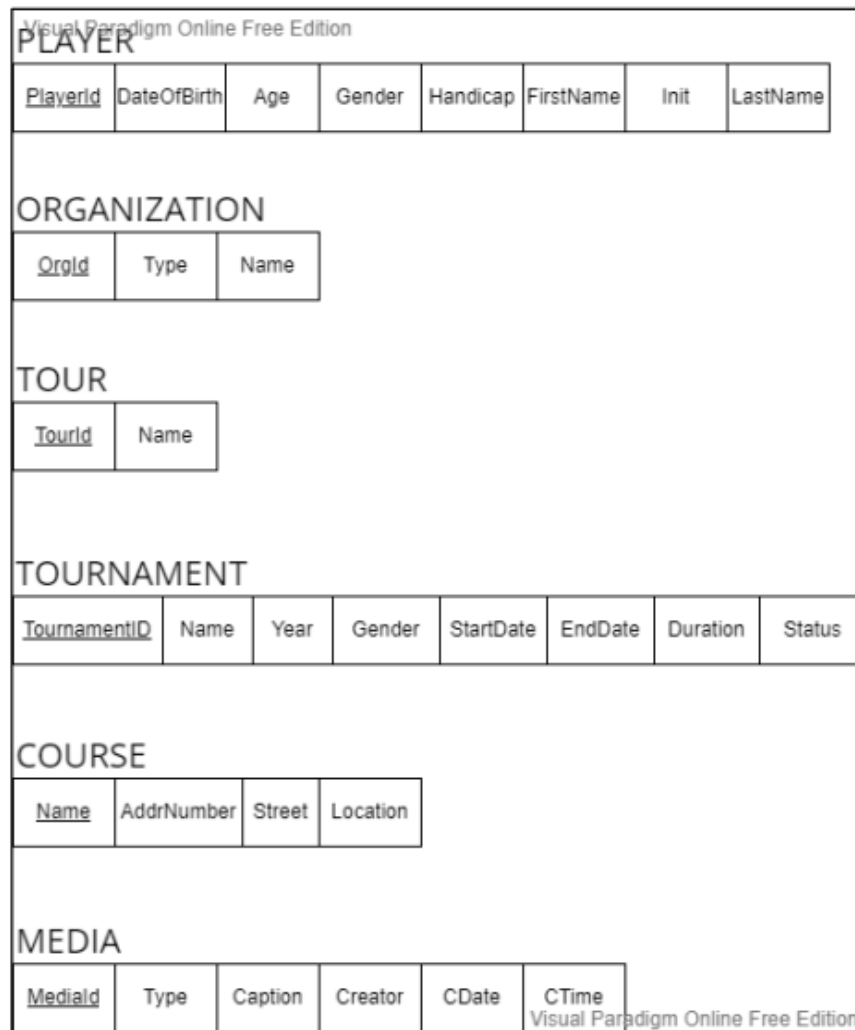 Visual Paradigm Online Free Edition
PLAYER
PlayerId DateOfBirth Age Gender Handicap FirstName Init LastName
ORGANIZATION
OrgId Type Name
TOUR
TourId Name
TOURNAMENT
TournamentID Name Year Gender StartDate EndDate Duration Status
COURSE
Name AddrNumber Street Location
MEDIA
MediaId Type Caption Creator CDate CTime
Visual Paradigm Online Free Edition